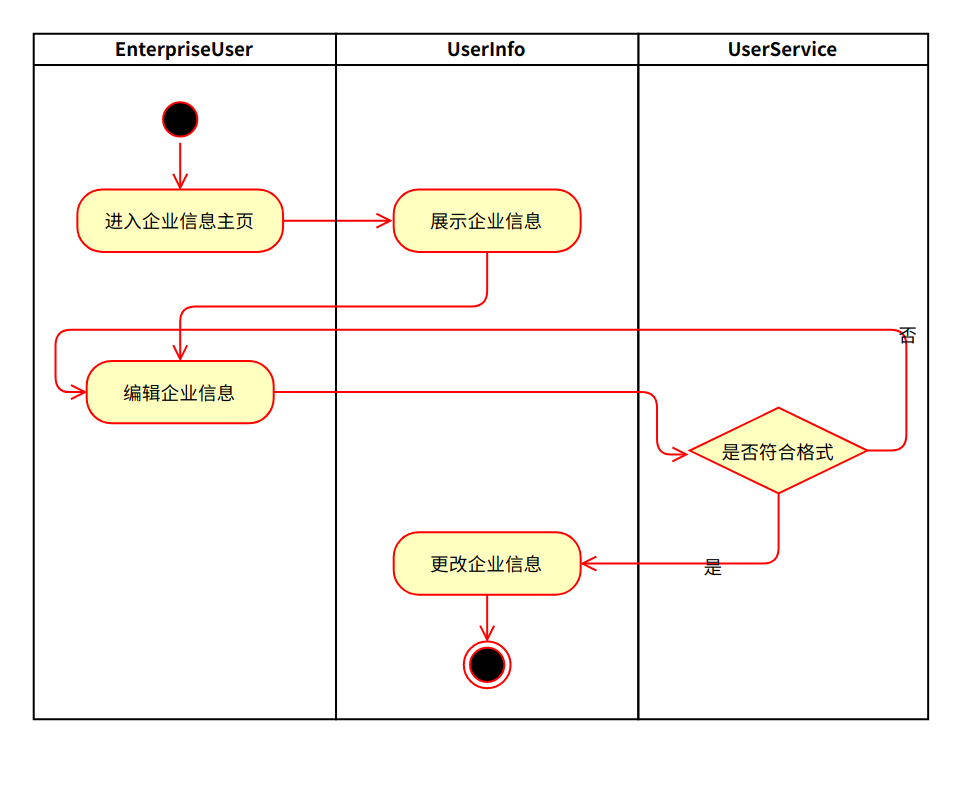 EnterpriseUser
UserInfo
UserService
进入企业信息主页
展示企业信息
否
编辑企业信息
是否符合格式
更改企业信息
是